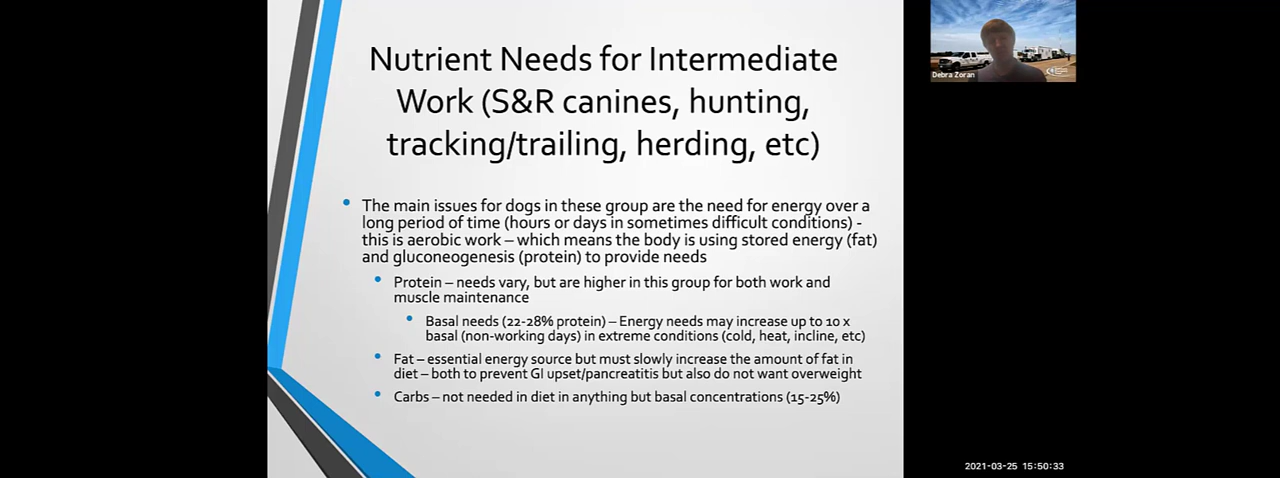 Nutrient Needs for Intermediate
Work (S&R canines, hunting,
tracking/trailing, herding, etc)
The main issues for dogs in these group are the need for energy over a
long period of time (hours or days in sometimes difficult conditions) -
this is aerobic work – which means the body is using stored energy (fat)
and gluconeogenesis (protein) to provide needs
Protein – needs vary, but are higher in this group for both work and
muscle maintenance
Basal needs (22-28% protein) – Energy needs may increase up to 10 x
basal (non-working days) in extreme conditions (cold, heat, incline, etc)
Fat – essential energy source but must slowly increase the amount of fat in
diet – both to prevent GI upset/pancreatitis but also do not want overweight
Carbs – not needed in diet in anything but basal concentrations (15-25%)
Debra Zoran
2021-03-25 15:50:33